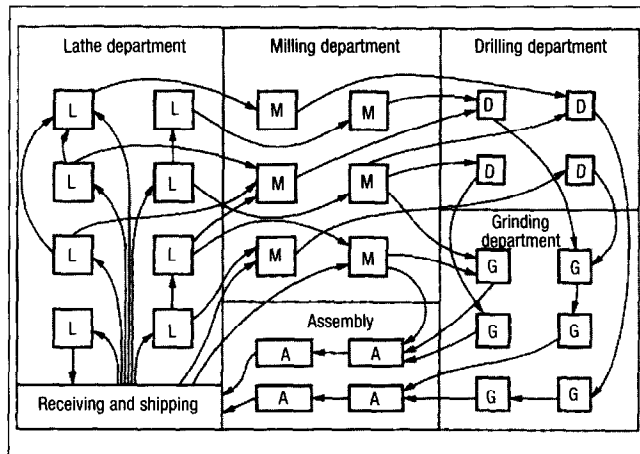 Lathe department
Milling department
Drilling department
L
L
M
M
D
D
L
L
M
M
D
D
Grinding
department
L
L
M
M
G
G
Assembly
L
L
A
A
G
G
Receiving and shipping
A
A
G
G